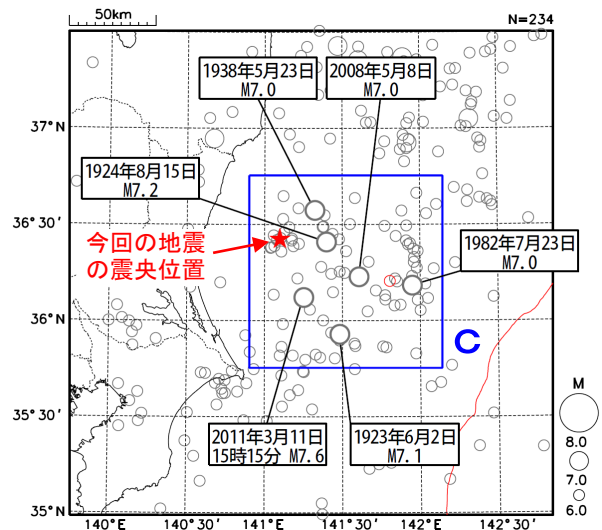 50km
N=234
1938年5月23日
M7.0
2008年5月8日
M7.0
37°N
1924年8月15日
M7.2
36°30′
今回の地震
の震央位置
1982年7月23日
M7.0
36°N
C
35°30′
2011年3月11日
15時15分 M7.6
1923年6月2日
M7.1
M
8.0
7.0
6.0
35°N
140°E
140°30′
141°E
141°30′
142°E
142°30′